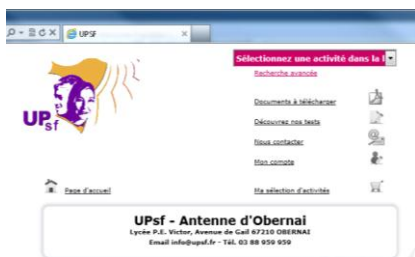 UPSF
Sélectionnez une activité dans la l
Recherche avancée
Documents à télécharger
Découvrez nos tests
Nous contacter
Mon compte
UPsf
Page d'accueil
Ma sélection d'activités
UPsf - Antenne d'Obernai
Lycée P.E. Victor, Avenue de Gail 67210 OBERNAI
Email info@upsf.fr - Tél. 03 88 959 959